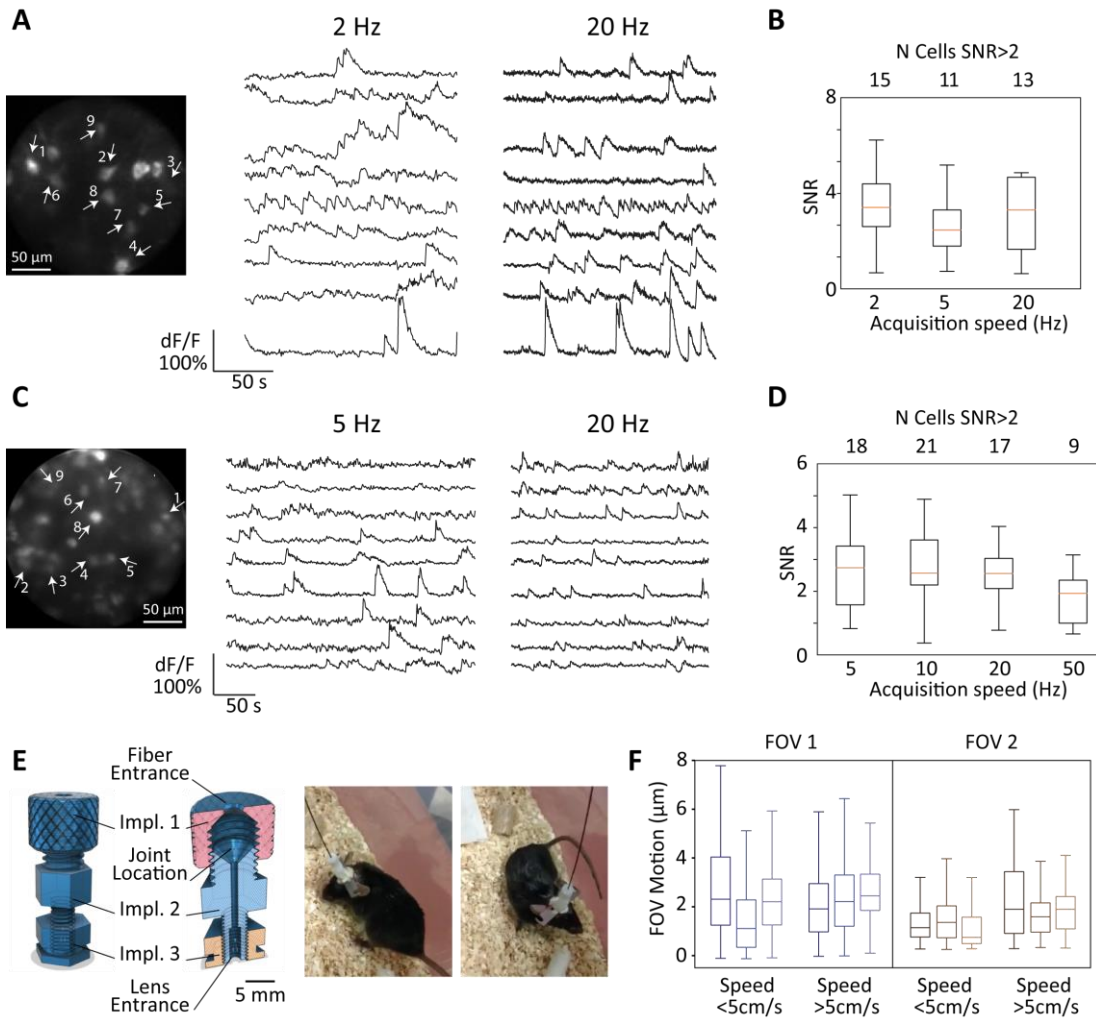 A
2 Hz
20 Hz
9
1
2
3
6
8
5
7
4
50 µm
dF/F
100%
50 s
B
N Cells SNR>2
15 11 13
8
4
0
SNR
2 5 20
Acquisition speed (Hz)
C
5 Hz
20 Hz
9
7
1
6
8
2
3
4
5
50 µm
dF/F
100%
50 s
D
N Cells SNR>2
18 21 17 9
6
4
2
0
SNR
5 10 20 50
Acquisition speed (Hz)
E
Fiber
Entrance
Impl. 1
Joint
Location
Impl. 2
Impl. 3
Lens
Entrance
5 mm
F
FOV 1 FOV 2
8
6
4
2
0
FOV Motion (µm)
Speed Speed Speed Speed
<5cm/s >5cm/s <5cm/s >5cm/s